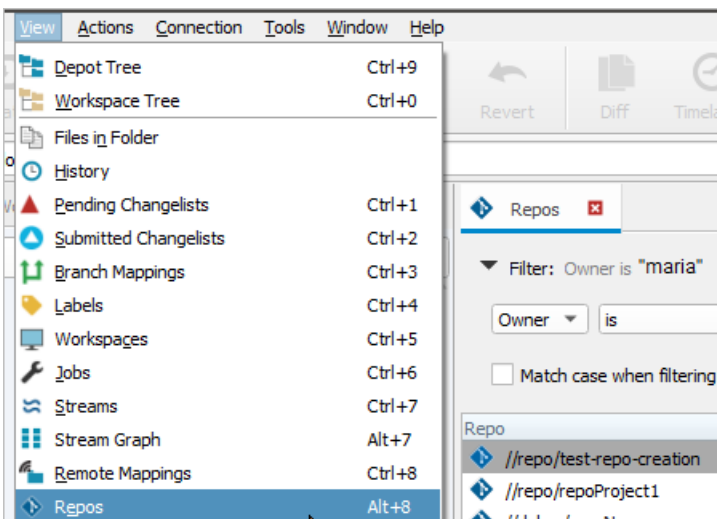 View Actions Connection Tools Window Help
Depot Tree Ctrl+9
Workspace Tree Ctrl+0
Files in Folder
History
Pending Changelists Ctrl+1
Submitted Changelists Ctrl+2
Branch Mappings Ctrl+3
Labels Ctrl+4
Workspaces Ctrl+5
Jobs Ctrl+6
Streams Ctrl+7
Stream Graph Alt+7
Remote Mappings Ctrl+8
Repos Alt+8
Revert Diff
Repos
Filter: Owner is "maria"
Owner is
Match case when filtering
Repo
//repo/test-repo-creation
//repo/repoProject1